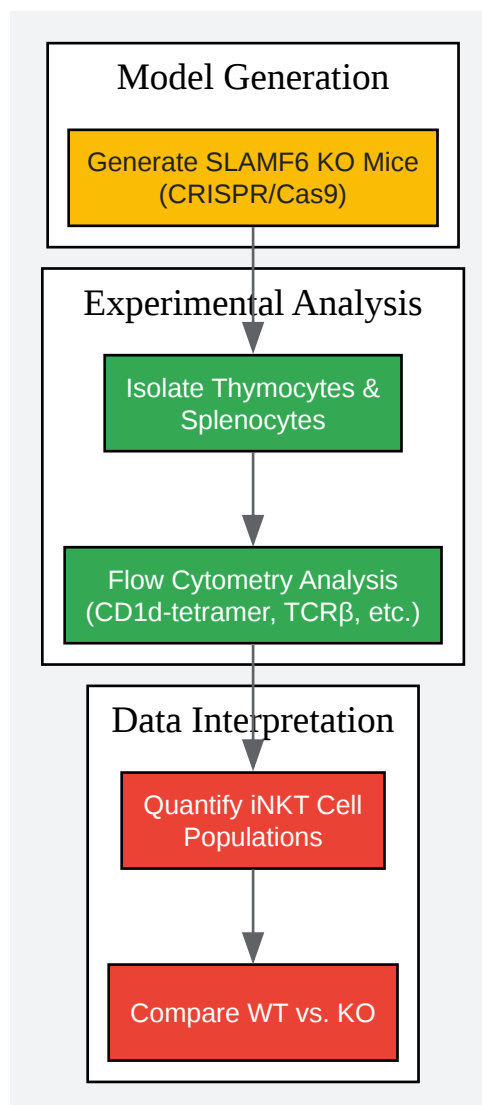 Model Generation
Generate SLAMF6 KO Mice
(CRISPR/Cas9)
Experimental Analysis
Isolate Thymocytes &
Splenocytes
Flow Cytometry Analysis
(CD1d-tetramer, TCRβ, etc.)
Data Interpretation
Quantify iNKT Cell
Populations
Compare WT vs. KO